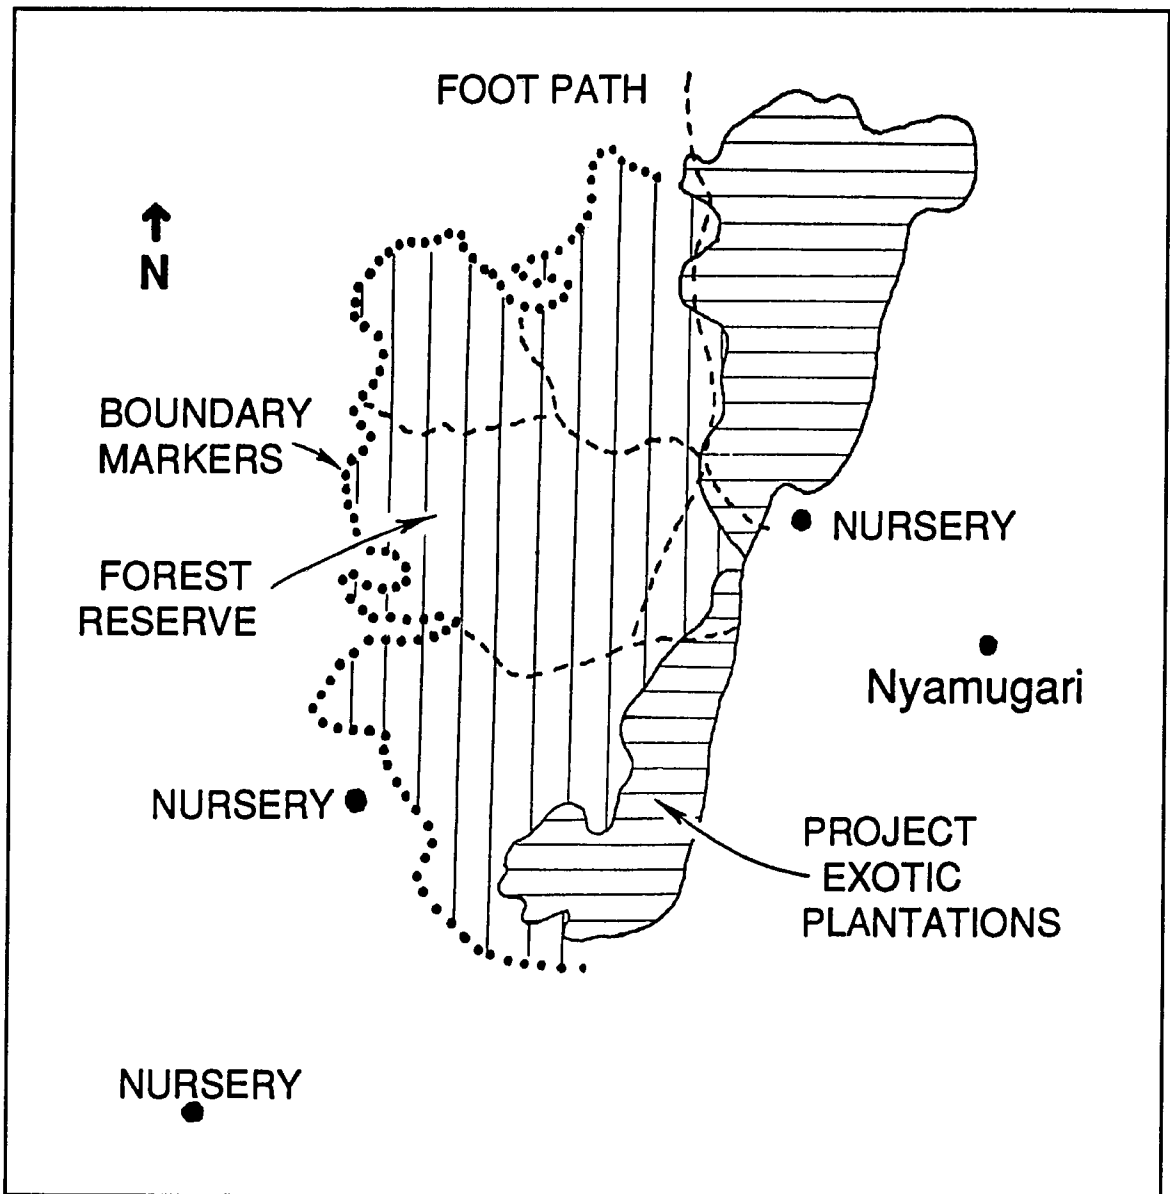 FOOT PATH
N
BOUNDARY
MARKERS
NURSERY
FOREST
RESERVE
Nyamugari
NURSERY
PROJECT
EXOTIC
PLANTATIONS
NURSERY